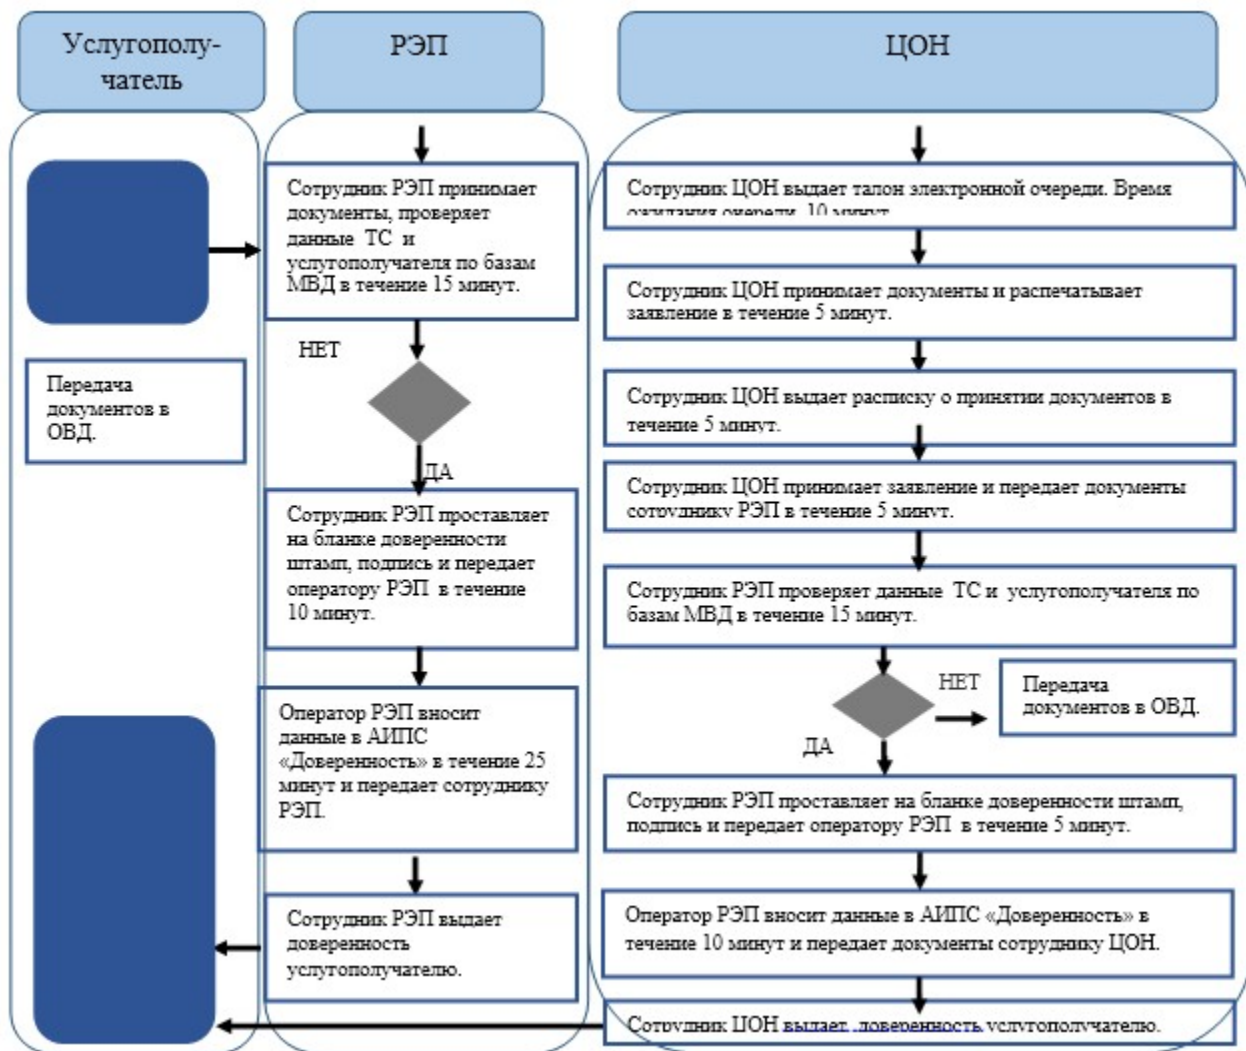 Услугополу-
чатель
РЭП
ЦОН
Передача
документов в
ОВД.
Сотрудник РЭП принимает
документы, проверяет
данные ТС и
услугополучателя по базам
МВД в течение 15 минут.
НЕТ
ДА
Сотрудник РЭП проставляет
на бланке доверенности
штамп, подпись и передает
оператору РЭП в течение
10 минут.
Оператор РЭП вносит
данные в АИПС
«Доверенность» в течение 25
минут и передает сотруднику
РЭП.
Сотрудник РЭП выдает
доверенность
услугополучателю.
Сотрудник ЦОН выдает талон электронной очереди. Время
ожидания очереди 10 минут.
Сотрудник ЦОН принимает документы и распечатывает
заявление в течение 5 минут.
Сотрудник ЦОН выдает расписку о принятии документов в
течение 5 минут.
Сотрудник ЦОН принимает заявление и передает документы
сотруднику РЭП в течение 5 минут.
Сотрудник РЭП проверяет данные ТС и услугополучателя по
базам МВД в течение 15 минут.
НЕТ
Передача
документов в ОВД.
ДА
Сотрудник РЭП проставляет на бланке доверенности штамп,
подпись и передает оператору РЭП в течение 5 минут.
Оператор РЭП вносит данные в АИПС «Доверенность» в
течение 10 минут и передает документы сотруднику ЦОН.
Сотрудник ЦОН выдает доверенность услугополучателю.